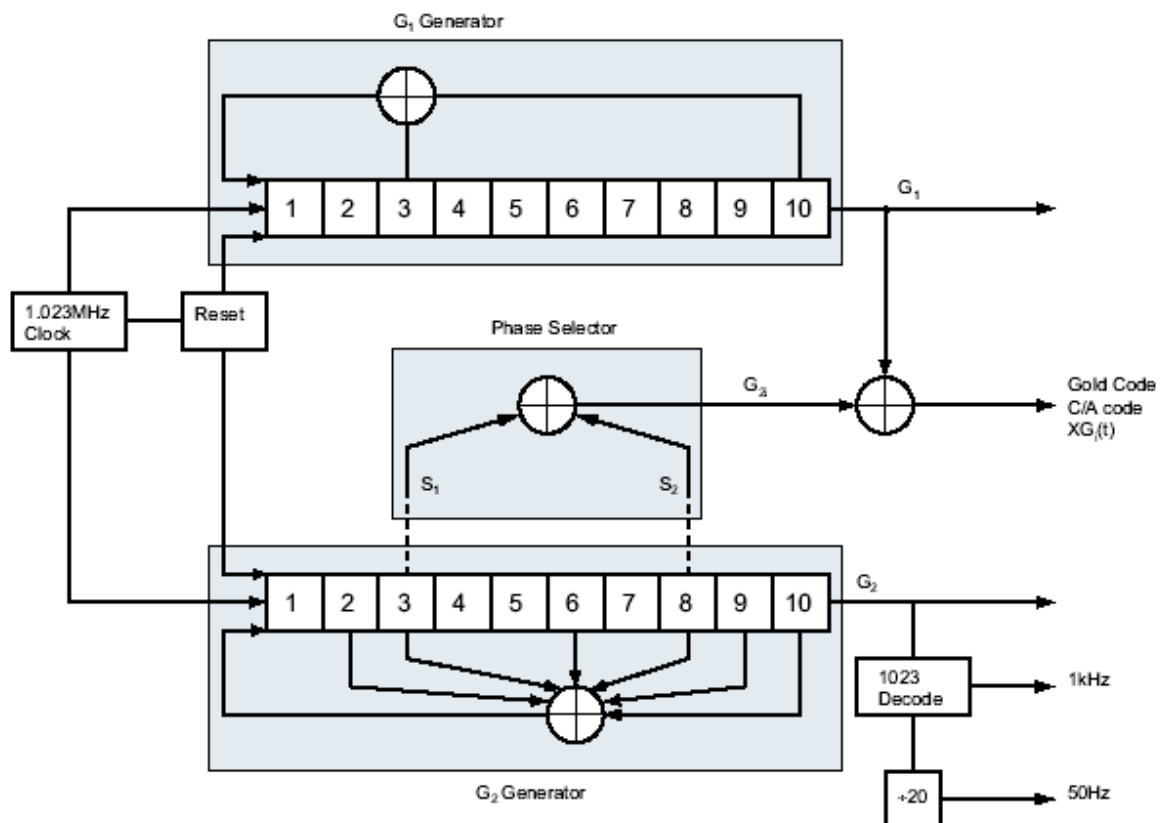 G₁ Generator
1 2 3 4 5 6 7 8 9 10
G₁
1.023MHz
Clock
Reset
Phase Selector
G₂ᵢ
Gold Code
C/A code
XGᵢ(t)
S₁
S₂
1 2 3 4 5 6 7 8 9 10
G₂
1023
Decode
1kHz
÷20
50Hz
G₂ Generator